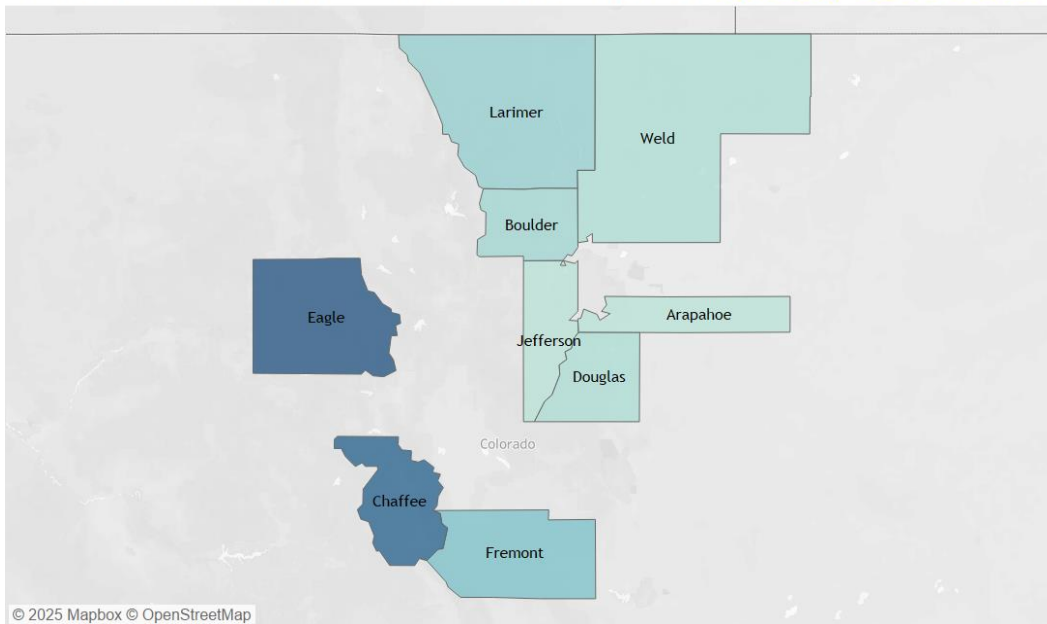 Larimer
Weld
Boulder
Eagle
Arapahoe
Jefferson
Douglas
Colorado
Chaffee
Fremont
© 2025 Mapbox © OpenStreetMap